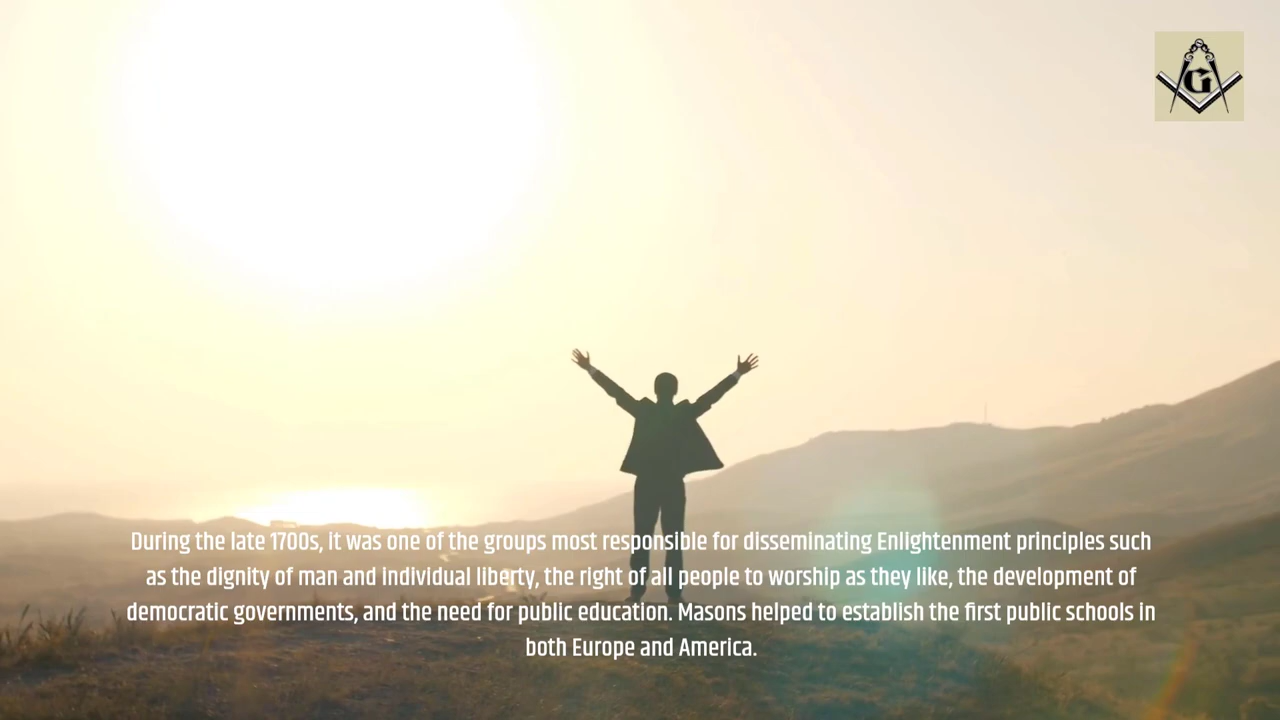 G
During the late 1700s, it was one of the groups most responsible for disseminating Enlightenment principles such
as the dignity of man and individual liberty, the right of all people to worship as they like, the development of
democratic governments, and the need for public education. Masons helped to establish the first public schools in
both Europe and America.